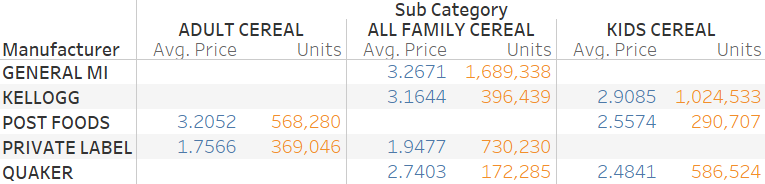 Sub Category
ADULT CEREAL ALL FAMILY CEREAL KIDS CEREAL
Manufacturer Avg. Price Units Avg. Price Units Avg. Price Units
GENERAL MI 3.2671 1,689,338
KELLOGG 3.1644 396,439 2.9085 1,024,533
POST FOODS 3.2052 568,280 2.5574 290,707
PRIVATE LABEL 1.7566 369,046 1.9477 730,230
QUAKER 2.7403 172,285 2.4841 586,524